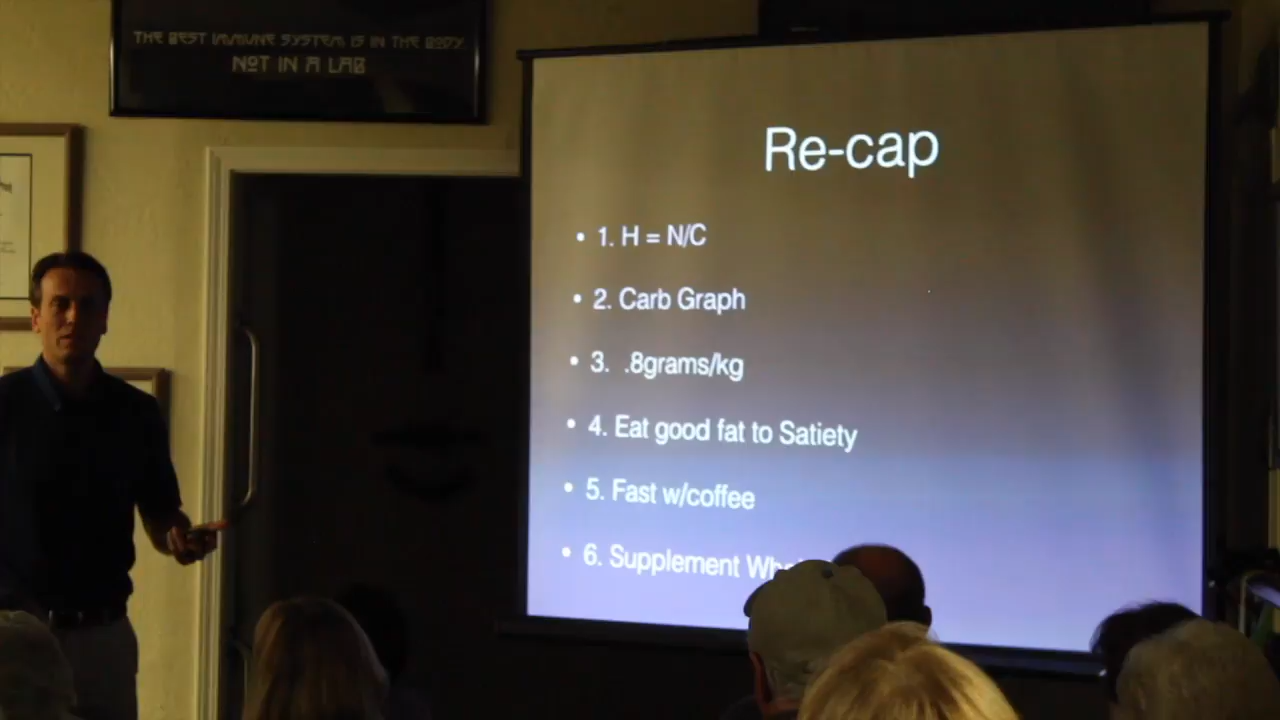 THE BEST IMMUNE SYSTEM IS IN THE BODY,
NOT IN A LAB
Re-cap
• 1. H = N/C
• 2. Carb Graph
• 3. .8grams/kg
• 4. Eat good fat to Satiety
• 5. Fast w/coffee
• 6. Supplement